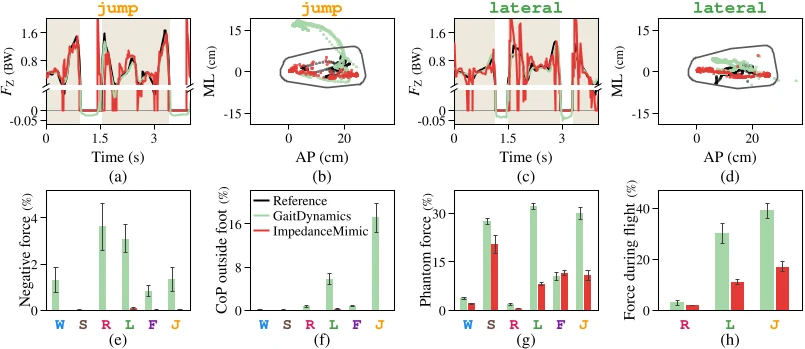 jump
jump
lateral
lateral
F_Z (BW)
1.6
0.8
0
-0.05
0
1.5
3
Time (s)
(a)
ML (cm)
15
0
-15
0
20
AP (cm)
(b)
F_Z (BW)
1.6
0.8
0
-0.05
0
1.5
3
Time (s)
(c)
ML (cm)
15
0
-15
0
20
AP (cm)
(d)
Negative force (%)
4
2
0
W S R L F J
(e)
CoP outside foot (%)
16
8
0
Reference
GaitDynamics
ImpedanceMimic
W S R L F J
(f)
Phantom force (%)
30
15
0
W S R L F J
(g)
Force during flight (%)
40
20
0
R L J
(h)